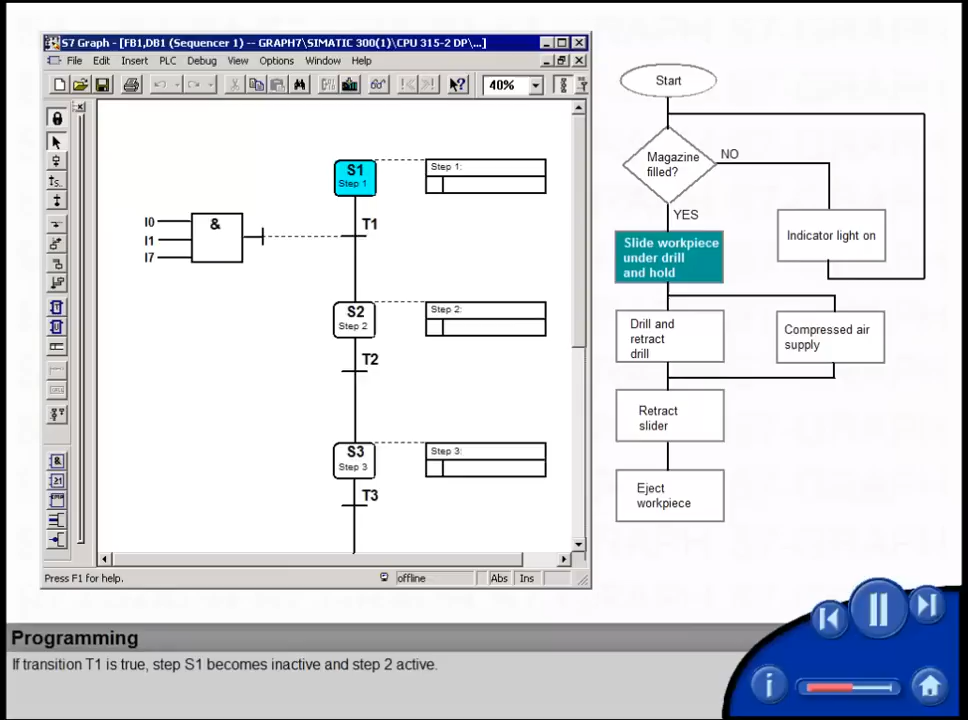 S7 Graph - [FB1,DB1 (Sequencer 1) -- GRAPH7\SIMATIC 300(1)\CPU 315-2 DP\...]
File Edit Insert PLC Debug View Options Window Help
40%
S1
Step 1
Step 1:
T1
I0
I1
I7
&
S2
Step 2
Step 2:
T2
S3
Step 3
Step 3:
T3
Press F1 for help.
offline
Abs
Ins
Start
Magazine
filled?
NO
YES
Indicator light on
Slide workpiece
under drill
and hold
Drill and
retract
drill
Compressed air
supply
Retract
slider
Eject
workpiece
Programming
If transition T1 is true, step S1 becomes inactive and step 2 active.